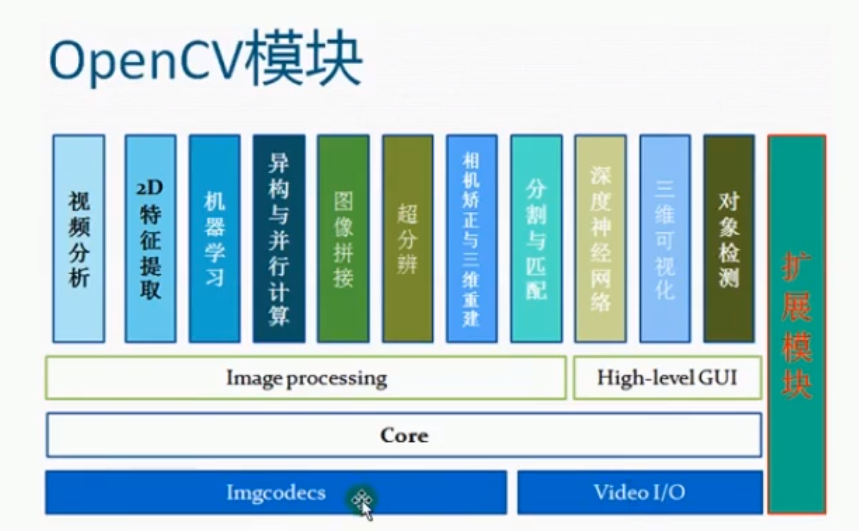 OpenCV模块
视频分析
2D特征提取
机器学习
异构与并行计算
图像拼接
超分辨
相机矫正与三维重建
分割与匹配
深度神经网络
三维可视化
对象检测
扩展模块
Image processing
High-level GUI
Core
Imgcodecs
Video I/O